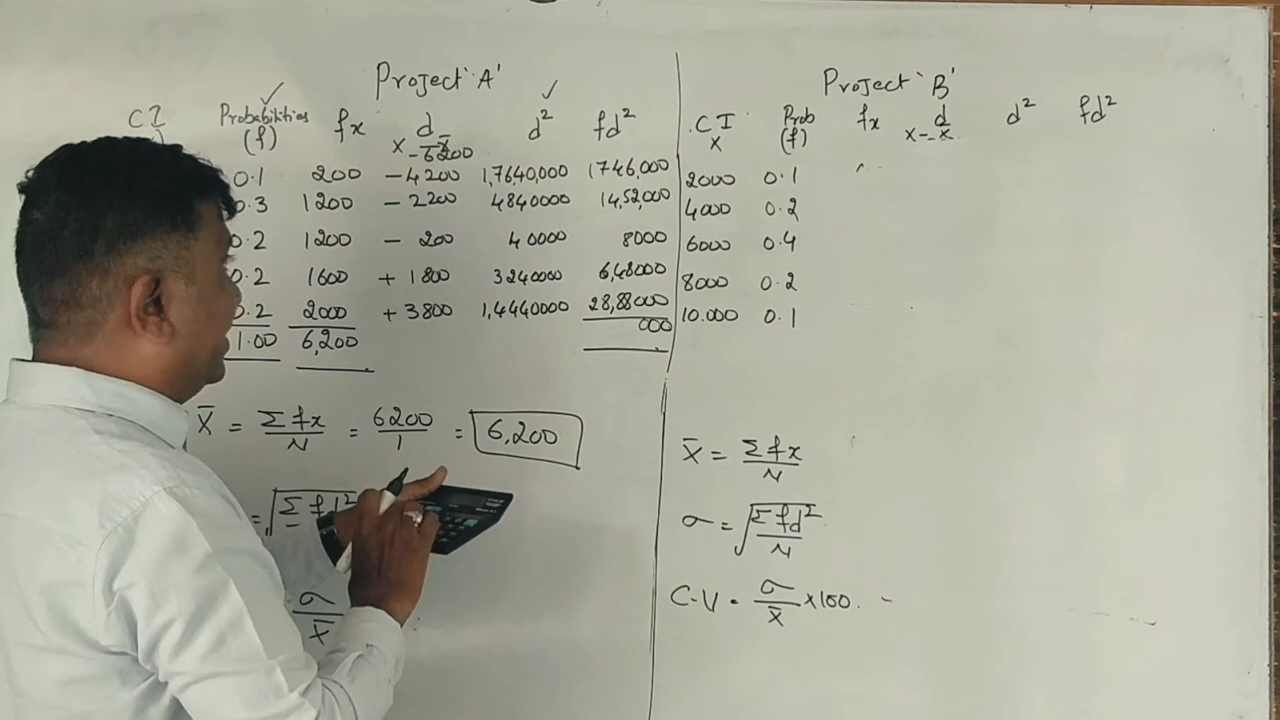 Project 'A'
CI Probabilities (f) fx d d² fd²
x - x̄
- 6200
0.1 200 - 4200 1,7640,000 1746,000
0.3 1200 - 2200 4840000 14,52,000
0.2 1200 - 200 40000 8000
0.2 1600 + 1800 3240000 6,48000
0.2 2000 + 3800 1,4440000 28,88000
1.00 6,200 000
X̄ = Σfx/N = 6200/1 = 6,200
= √Σfd²
σ/x̄
Project 'B'
CI Prob fx d d² fd²
x (f) x - x̄
2000 0.1
4000 0.2
6000 0.4
8000 0.2
10.000 0.1
X̄ = Σfx/N
σ = √Σfd²/N
C.V = σ/x̄ × 100. -